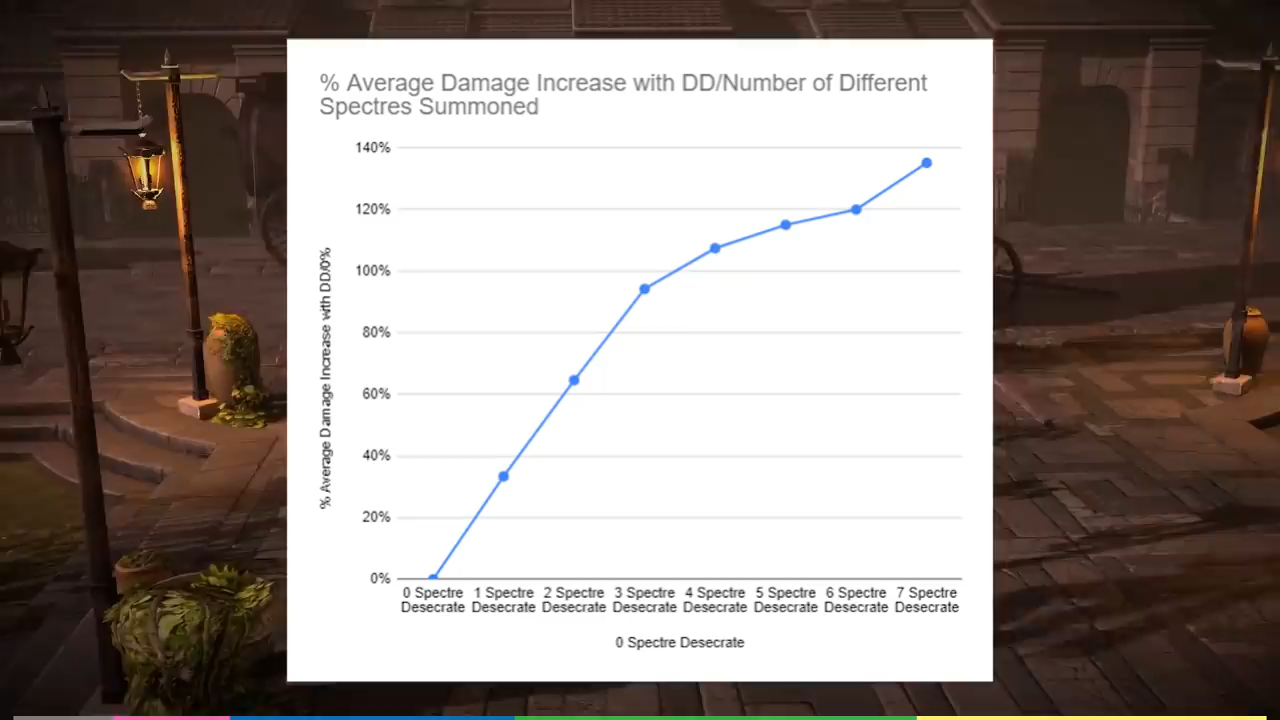 % Average Damage Increase with DD/Number of Different
Spectres Summoned
140%
120%
100%
80%
60%
40%
20%
0%
% Average Damage Increase with DD/0%
0 Spectre Desecrate
1 Spectre Desecrate
2 Spectre Desecrate
3 Spectre Desecrate
4 Spectre Desecrate
5 Spectre Desecrate
6 Spectre Desecrate
7 Spectre Desecrate
0 Spectre Desecrate